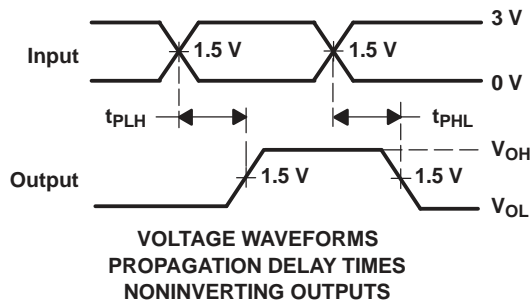 3 V
Input
1.5 V
1.5 V
0 V
tPLH
tPHL
VOH
Output
1.5 V
1.5 V
VOL
VOLTAGE WAVEFORMS
PROPAGATION DELAY TIMES
NONINVERTING OUTPUTS